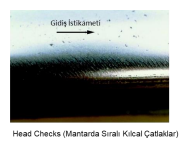 Gidiş İstikameti
Head Checks (Mantarda Sıralı Kılcal Çatlaklar)